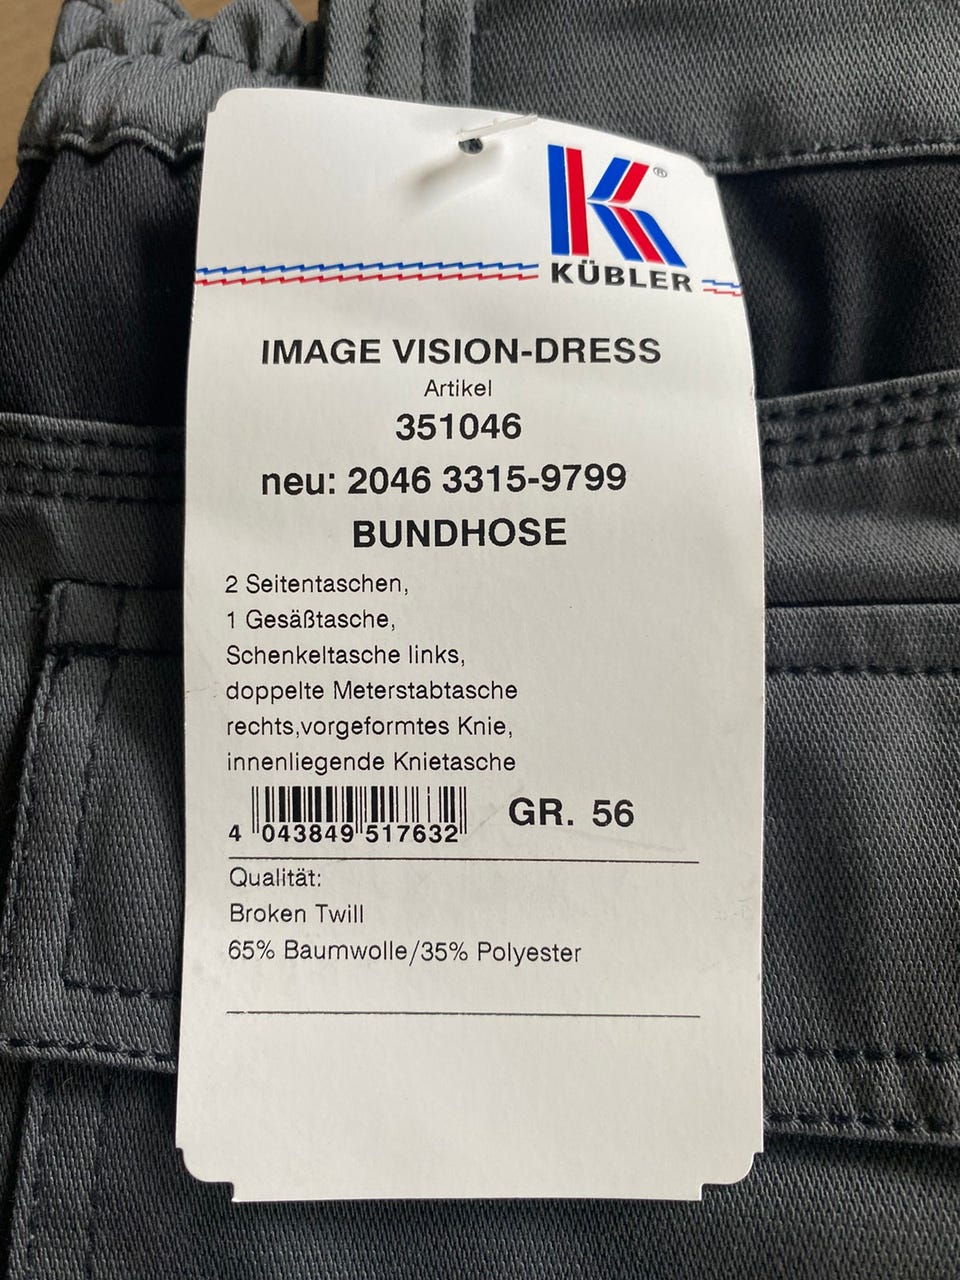 K®
KÜBLER
IMAGE VISION-DRESS
Artikel
351046
neu: 2046 3315-9799
BUNDHOSE
2 Seitentaschen,
1 Gesäßtasche,
Schenkeltasche links,
doppelte Meterstabtasche
rechts,vorgeformtes Knie,
innenliegende Knietasche
4 043849 517632 GR. 56
Qualität:
Broken Twill
65% Baumwolle/35% Polyester